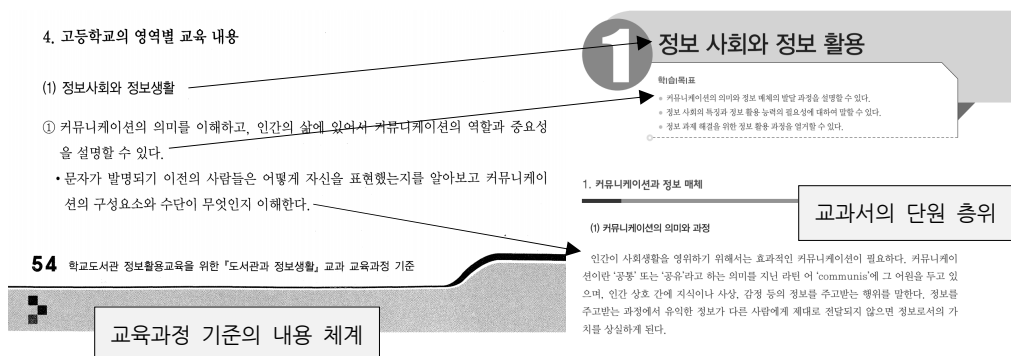 4. 고등학교의 영역별 교육 내용
(1) 정보사회와 정보생활
① 커뮤니케이션의 의미를 이해하고, 인간의 삶에 있어서 커뮤니케이션의 역할과 중요성
을 설명할 수 있다.
• 문자가 발명되기 이전의 사람들은 어떻게 자신을 표현했는지를 알아보고 커뮤니케이
션의 구성요소와 수단이 무엇인지 이해한다.
54 학교도서관 정보활용교육을 위한 『도서관과 정보생활』 교과 교육과정 기준
교육과정 기준의 내용 체계
1 정보 사회와 정보 활용
학|습|목|표
커뮤니케이션의 의미와 정보 매체의 발달 과정을 설명할 수 있다.
정보 사회의 특징과 정보 활용 능력의 필요성에 대하여 말할 수 있다.
정보 과제 해결을 위한 정보 활용 과정을 열거할 수 있다.
1. 커뮤니케이션과 정보 매체
교과서의 단원 층위
(1) 커뮤니케이션의 의미와 과정
인간이 사회생활을 영위하기 위해서는 효과적인 커뮤니케이션이 필요하다. 커뮤니케이
션이란 '공통' 또는 '공유'라고 하는 의미를 지닌 라틴 어 'communis'에 그 어원을 두고 있
으며, 인간 상호 간에 지식이나 사상, 감정 등의 정보를 주고받는 행위를 말한다. 정보를
주고받는 과정에서 유익한 정보가 다른 사람에게 제대로 전달되지 않으면 정보로서의 가
치를 상실하게 된다.